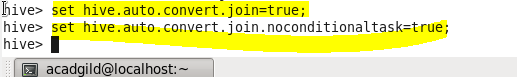 hive> set hive.auto.convert.join=true;
hive> set hive.auto.convert.join.noconditionaltask=true;
hive>
acadgild@localhost:~